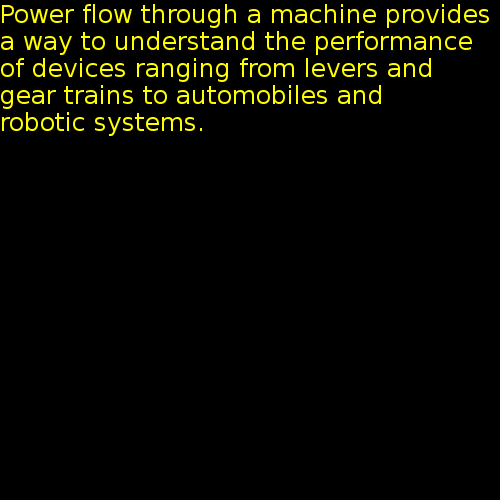 Power flow through a machine provides
a way to understand the performance
of devices ranging from levers and
gear trains to automobiles and
robotic systems.